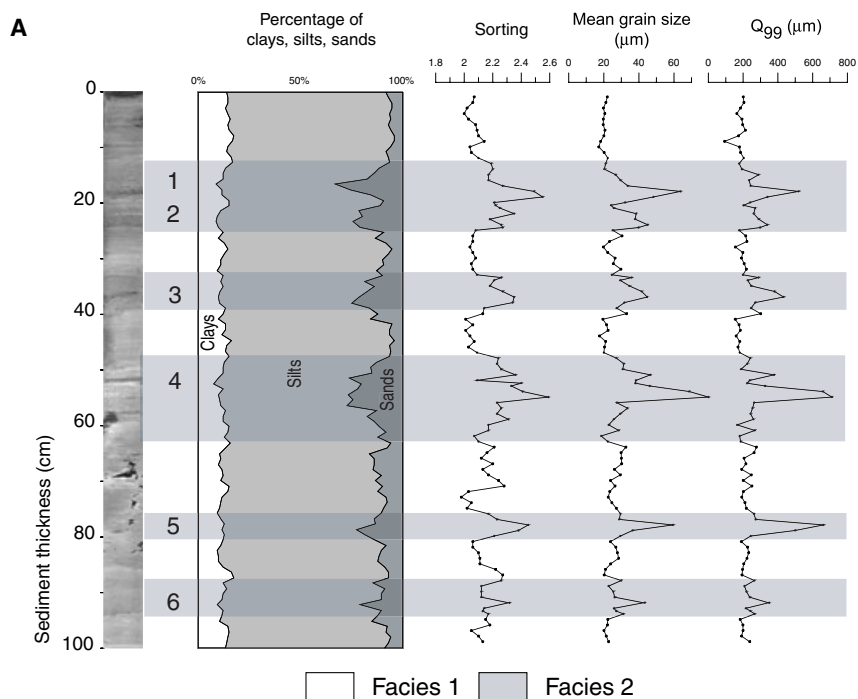 A
Percentage of
clays, silts, sands
Sorting
Mean grain size
(μm)
Q99 (μm)
0% 50% 100%
1.8 2 2.2 2.4 2.6
0 20 40 60
0 200 400 600 800
0
20
40
60
80
100
Sediment thickness (cm)
1
2
3
4
5
6
Clays
Silts
Sands
Facies 1
Facies 2